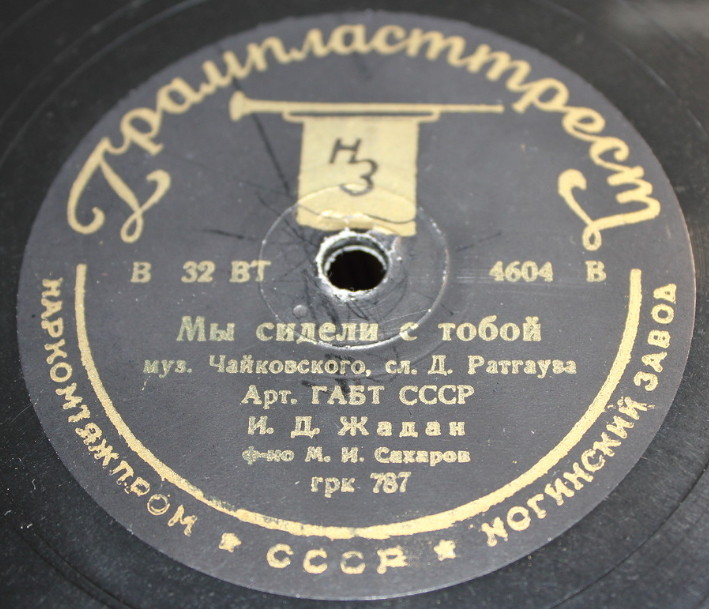 Грампласттрест
НЗ
В 32 ВТ 4604 В
Мы сидели с тобой
муз. Чайковского, сл. Д. Ратгауза
Арт. ГАБТ СССР
И. Д. Жадан
ф-но М. И. Сахаров
грк 787
НАРКОМТЯЖПРОМ ★ СССР ★ НОГИНСКИЙ ЗАВОД